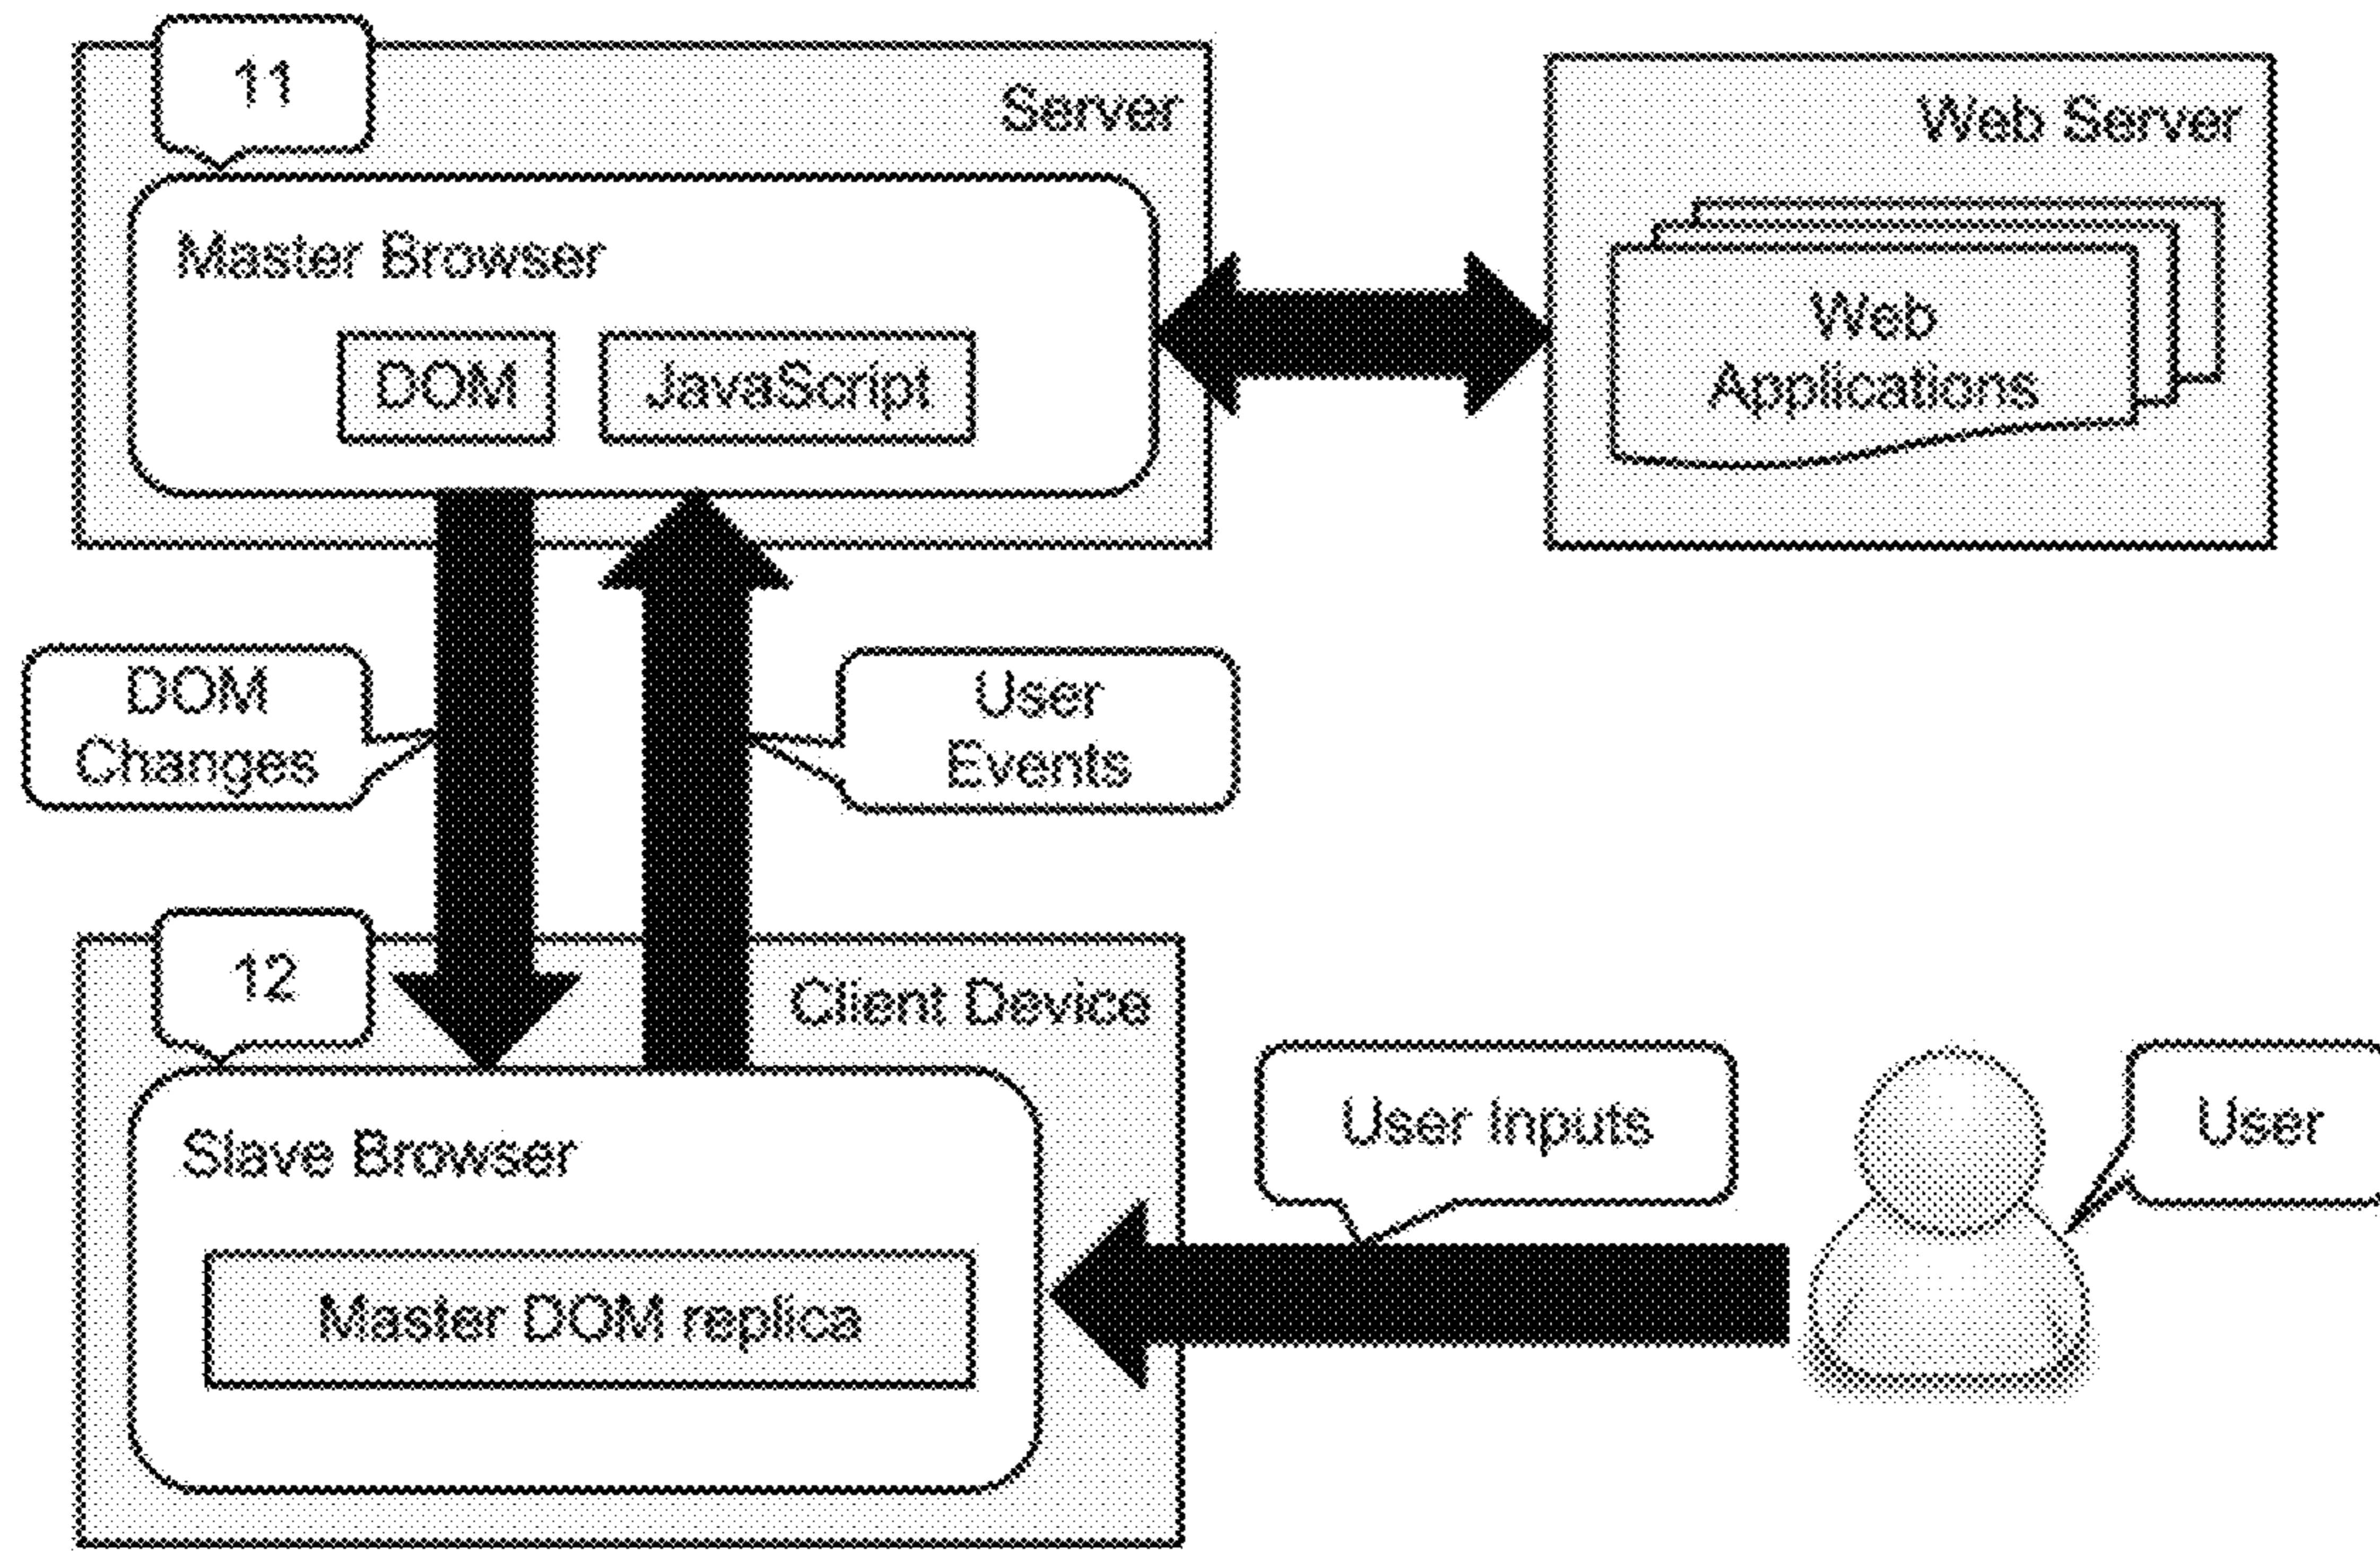 11
Server
Master Browser
DOM
JavaScript
Web Server
Web
Applications
DOM
Changes
User
Events
12
Client Device
Slave Browser
Master DOM replica
User Inputs
User